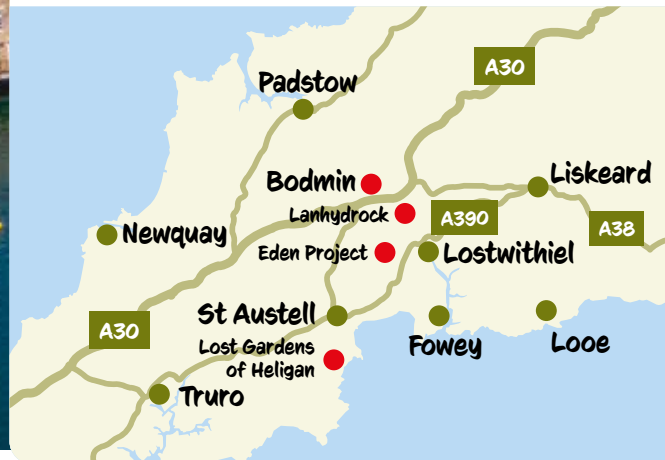 A30
Padstow
Bodmin
Liskeard
Lanhydrock
A390
A38
Newquay
Eden Project
Lostwithiel
St Austell
A30
Lost Gardens
of Heligan
Fowey
Looe
Truro